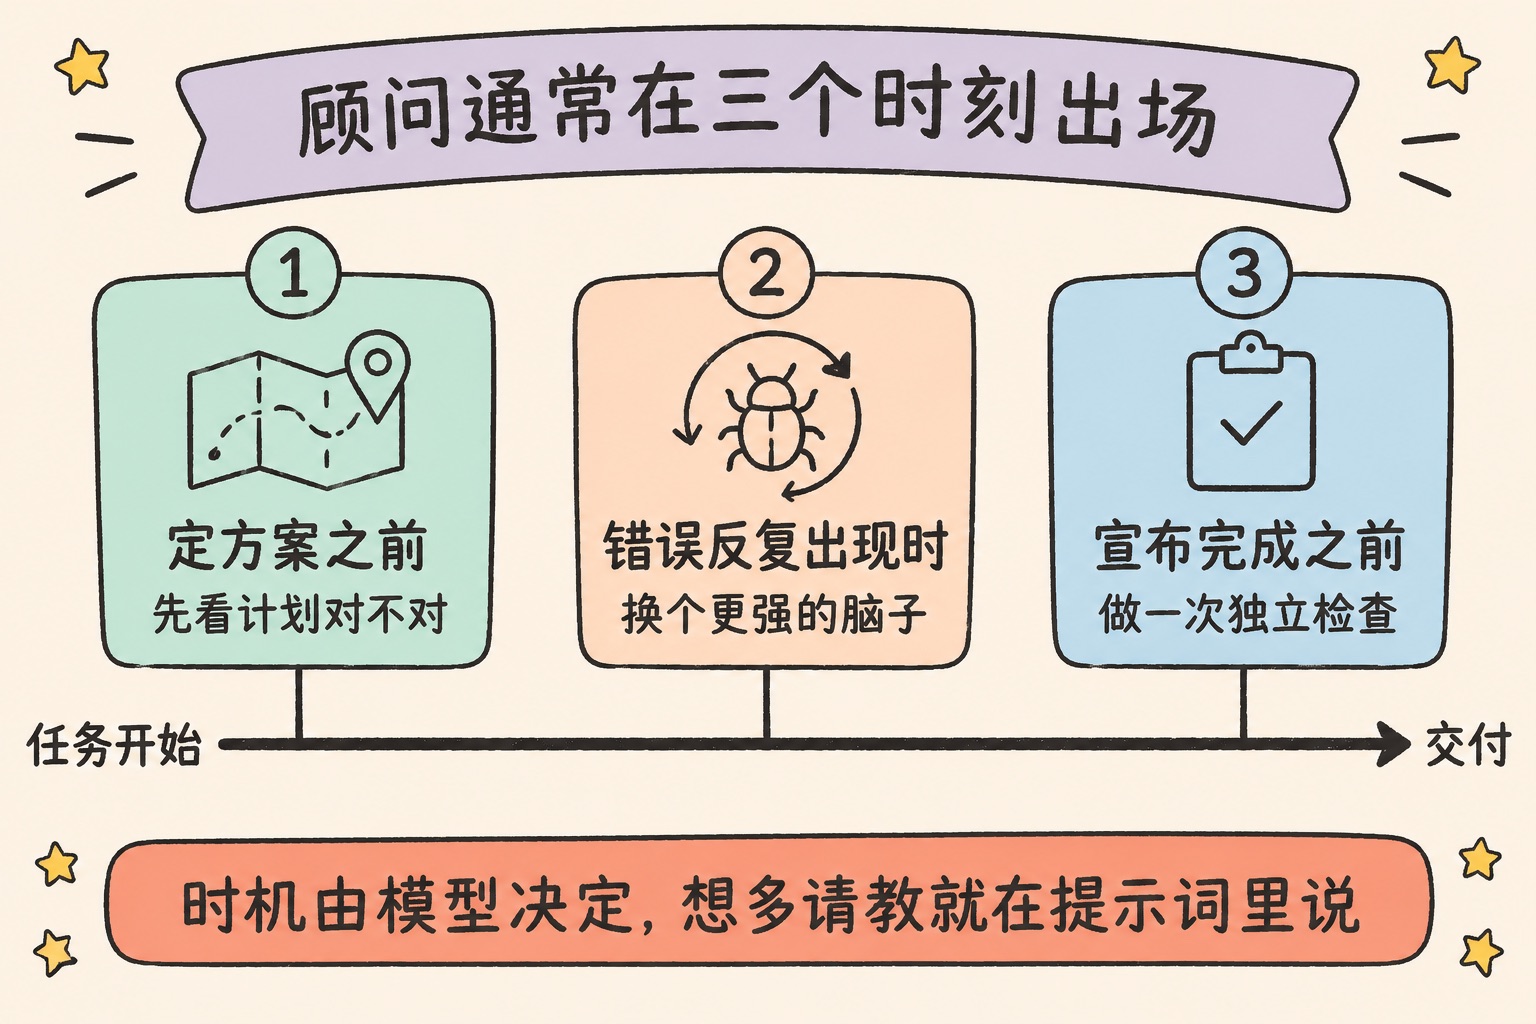 顾问通常在三个时刻出场
1
定方案之前
先看计划对不对
2
错误反复出现时
换个更强的脑子
3
宣布完成之前
做一次独立检查
任务开始
交付
时机由模型决定，想多请教就在提示词里说